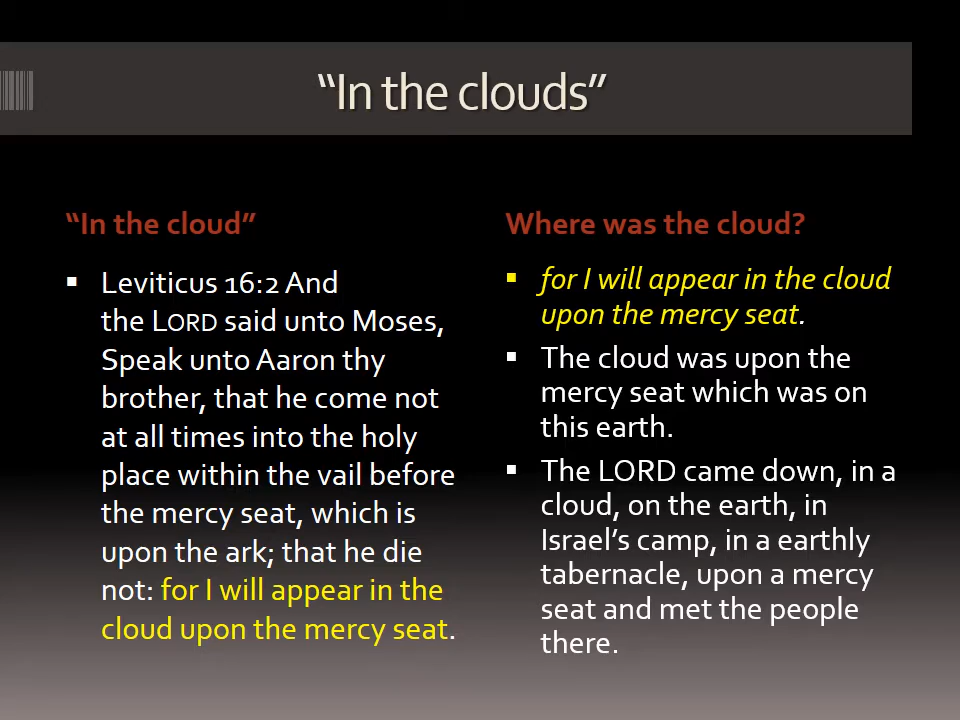 “In the clouds”
“In the cloud”
▪ Leviticus 16:2 And
the LORD said unto Moses,
Speak unto Aaron thy
brother, that he come not
at all times into the holy
place within the vail before
the mercy seat, which is
upon the ark; that he die
not: for I will appear in the
cloud upon the mercy seat.
Where was the cloud?
▪ for I will appear in the cloud
upon the mercy seat.
▪ The cloud was upon the
mercy seat which was on
this earth.
▪ The LORD came down, in a
cloud, on the earth, in
Israel’s camp, in a earthly
tabernacle, upon a mercy
seat and met the people
there.